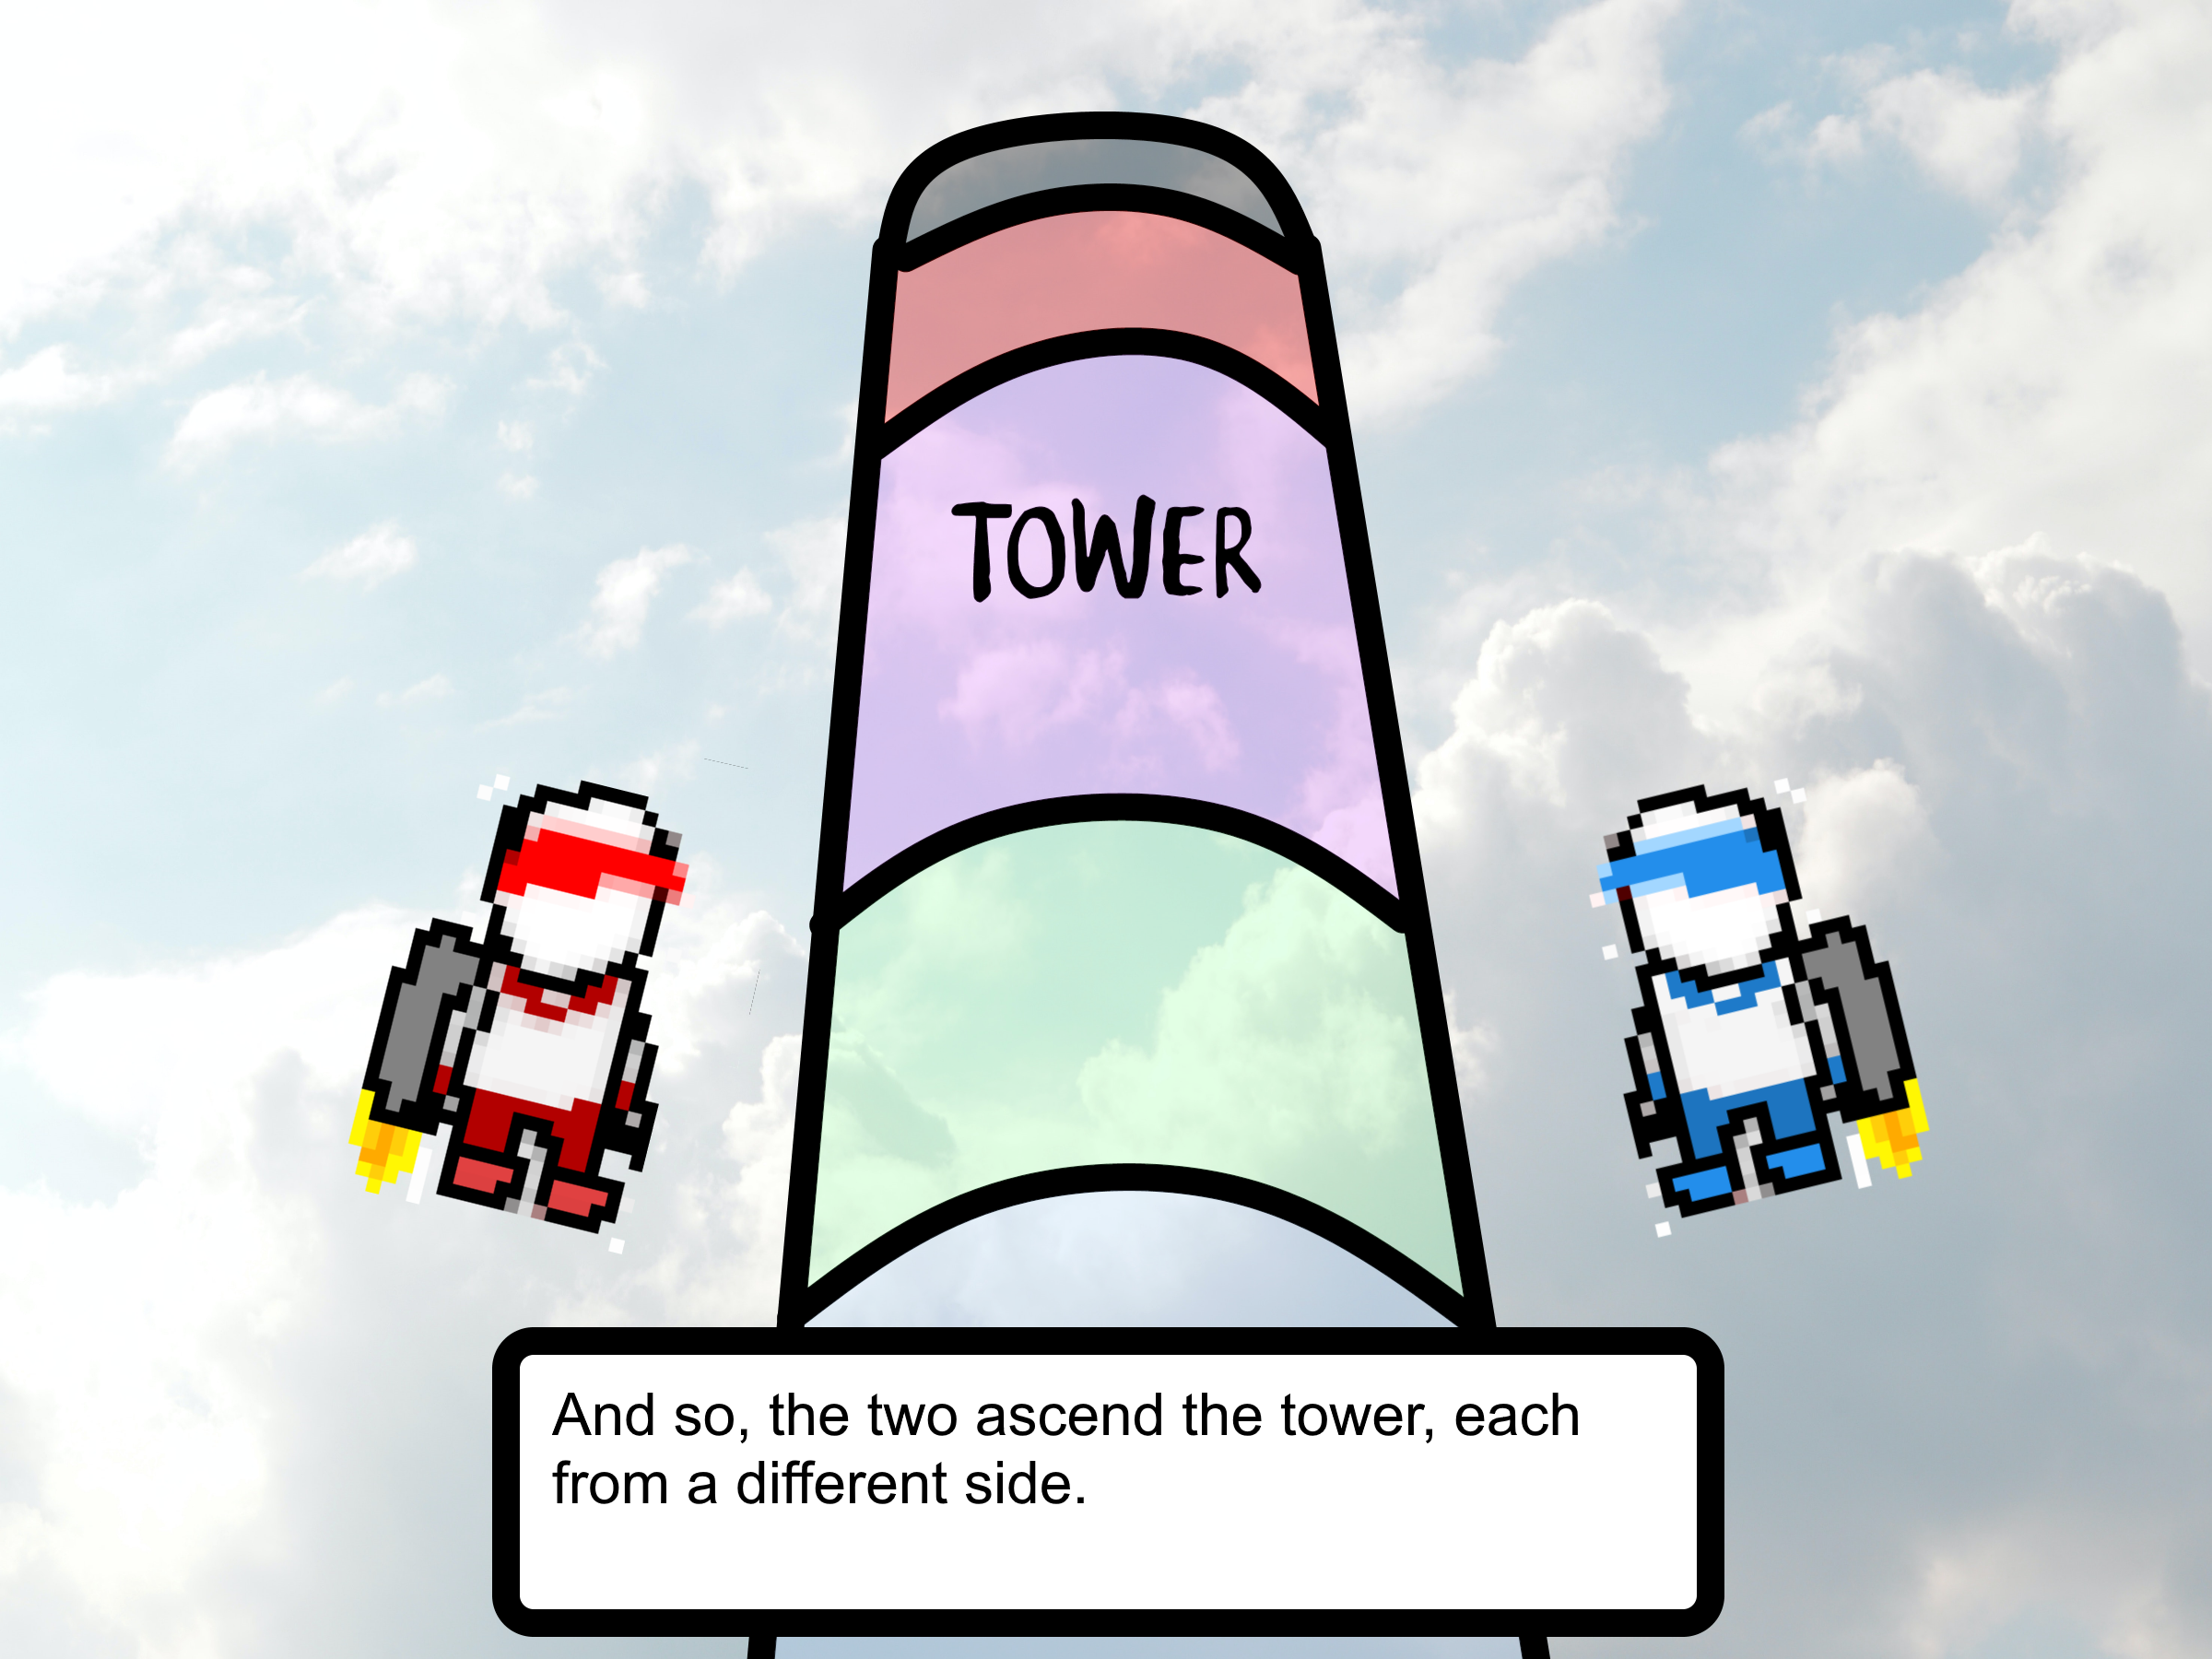 TOWER
And so, the two ascend the tower, each
from a different side.